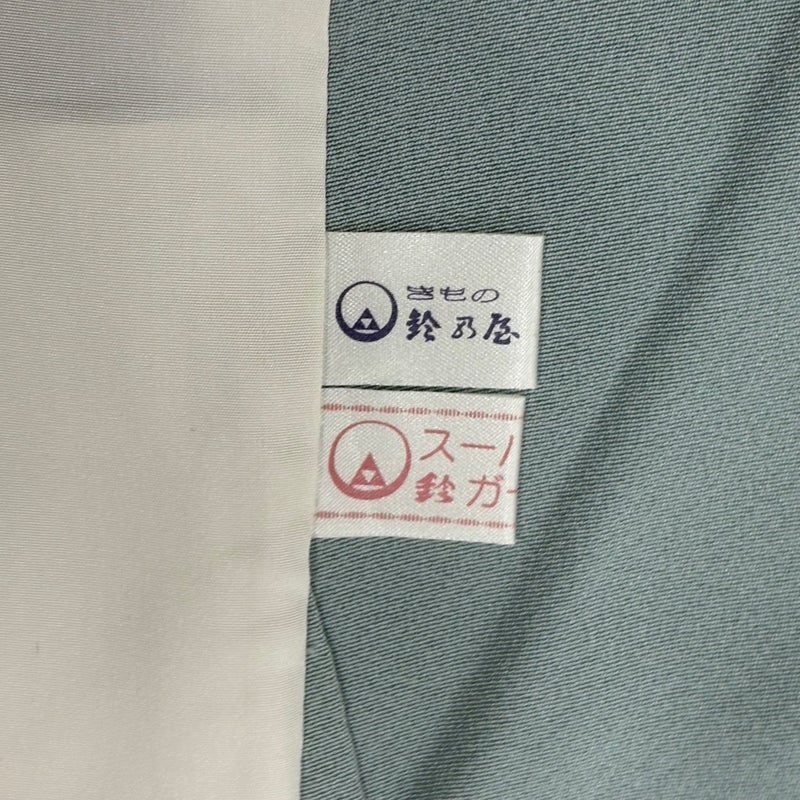 きもの
鈴乃屋
スーパ
鈴ガー